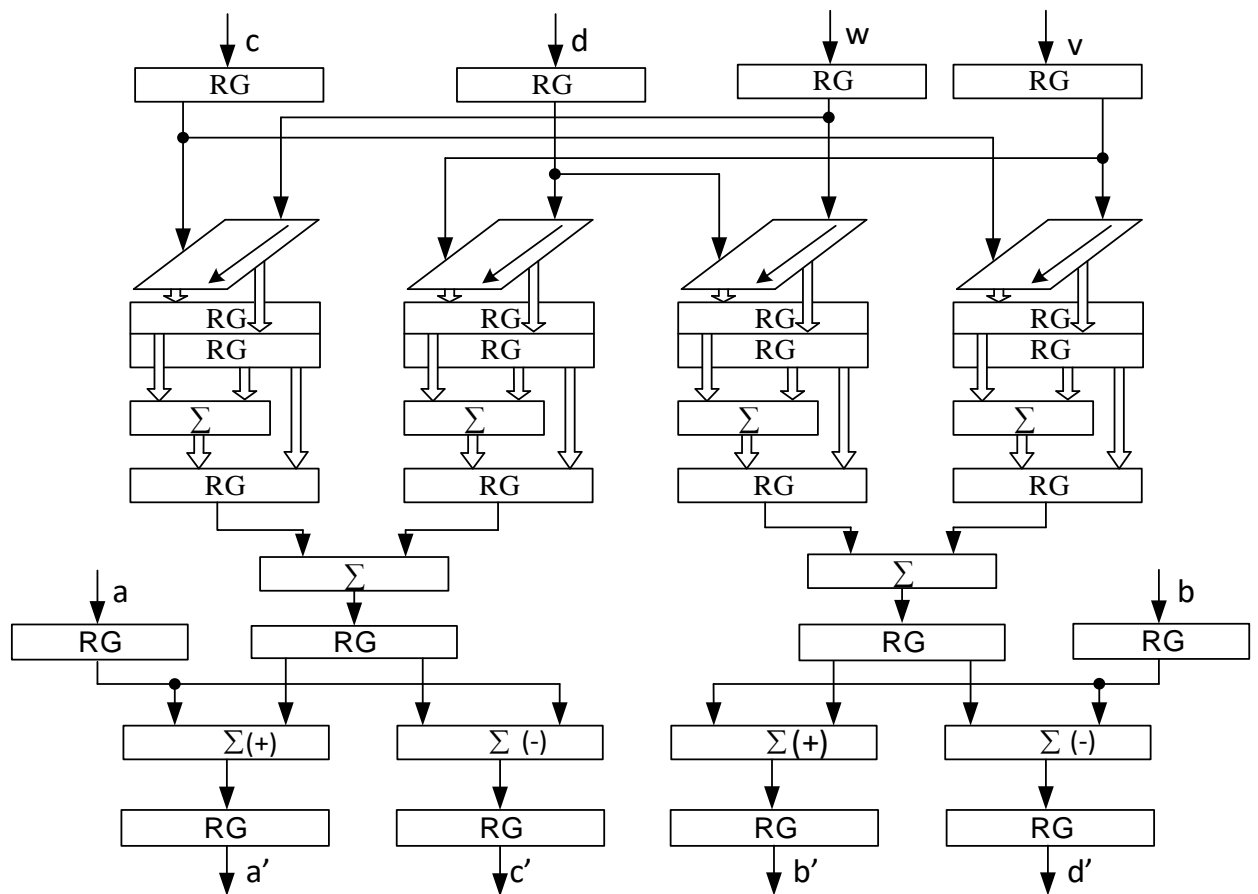 c d w v
RG RG RG RG
RG RG RG RG
RG RG RG RG
Σ Σ Σ Σ
RG RG RG RG
Σ Σ
a b
RG RG RG RG
Σ(+) Σ (-) Σ(+) Σ (-)
RG RG RG RG
a’ c’ b’ d’